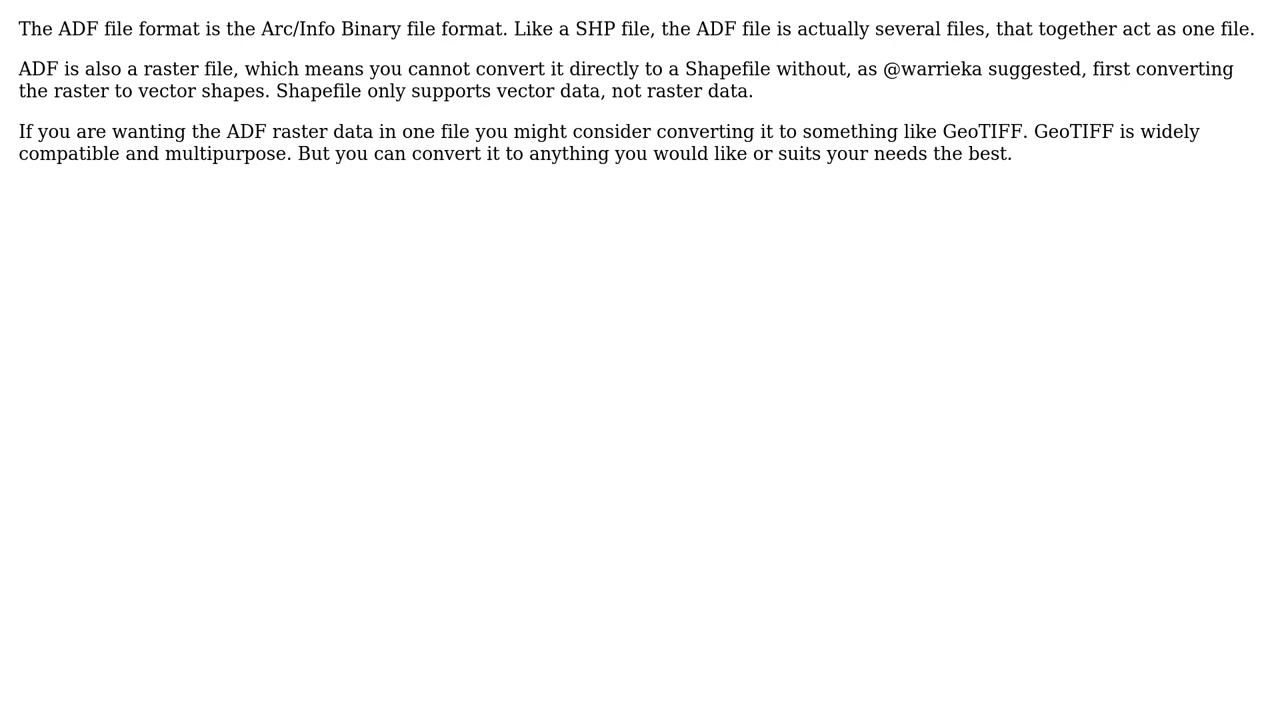 The ADF file format is the Arc/Info Binary file format. Like a SHP file, the ADF file is actually several files, that together act as one file.
ADF is also a raster file, which means you cannot convert it directly to a Shapefile without, as @warrieka suggested, first converting
the raster to vector shapes. Shapefile only supports vector data, not raster data.
If you are wanting the ADF raster data in one file you might consider converting it to something like GeoTIFF. GeoTIFF is widely
compatible and multipurpose. But you can convert it to anything you would like or suits your needs the best.